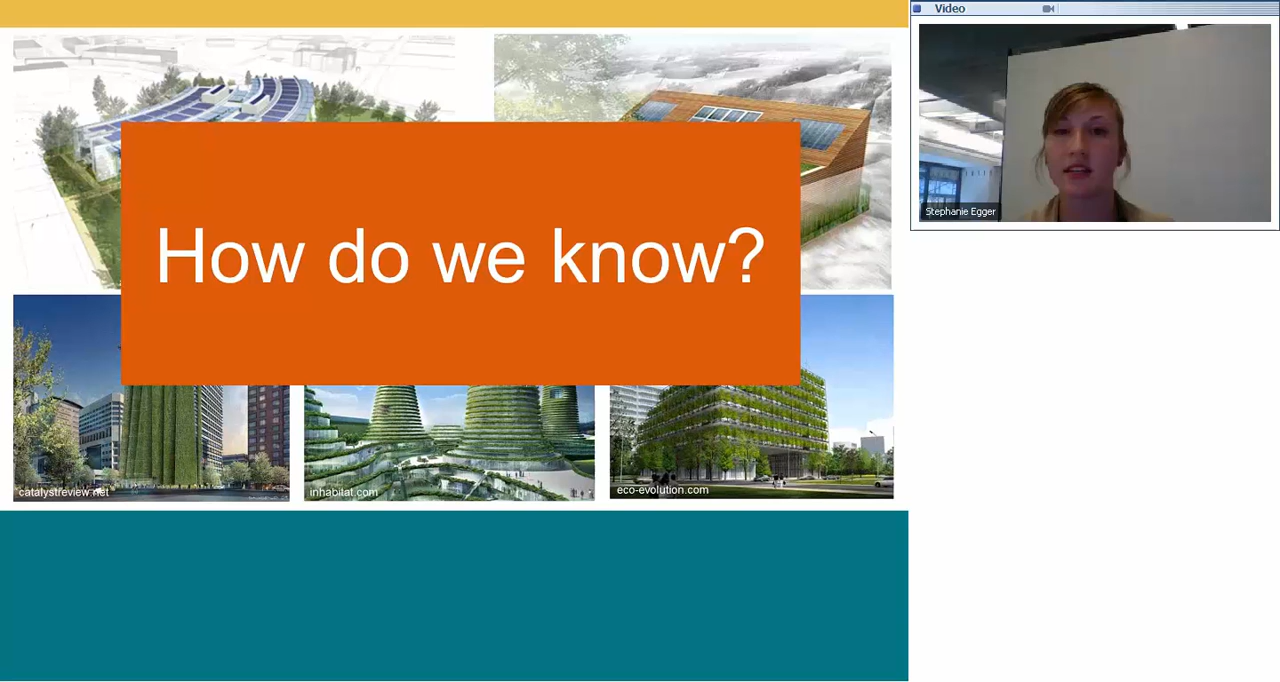 Video
Stephanie Egger
How do we know?
catalystreview.net
inhabitat.com
eco-evolution.com